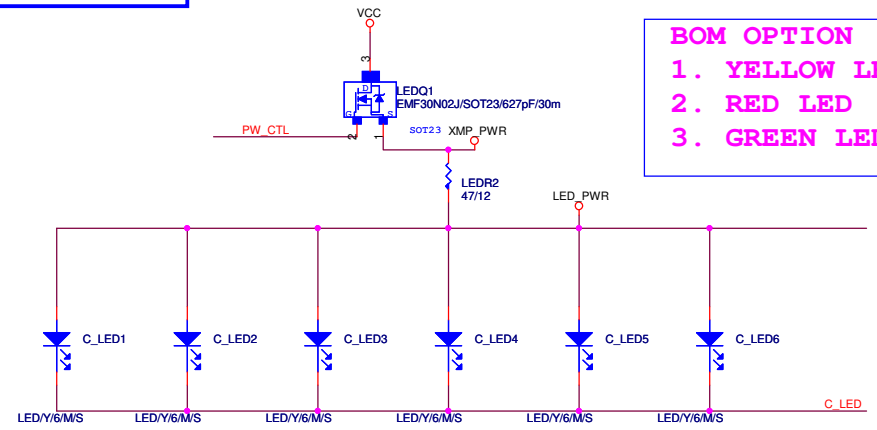 VCC
BOM OPTION
1. YELLOW
2. RED LED
3. GREEN
3
D
G
S
LEDQ1
EMF30N02J/SOT23/627pF/30m
PW_CTL
2
1
SOT23
XMP_PWR
LEDR2
47/12
LED_PWR
C_LED1
C_LED2
C_LED3
C_LED4
C_LED5
C_LED6
C_LED
LED/Y/6/M/S
LED/Y/6/M/S
LED/Y/6/M/S
LED/Y/6/M/S
LED/Y/6/M/S
LED/Y/6/M/S